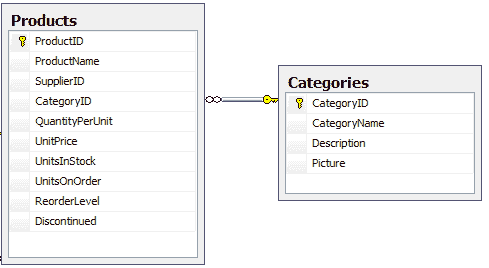 Products
ProductID
ProductName
SupplierID
CategoryID
QuantityPerUnit
UnitPrice
UnitsInStock
UnitsOnOrder
ReorderLevel
Discontinued
Categories
CategoryID
CategoryName
Description
Picture